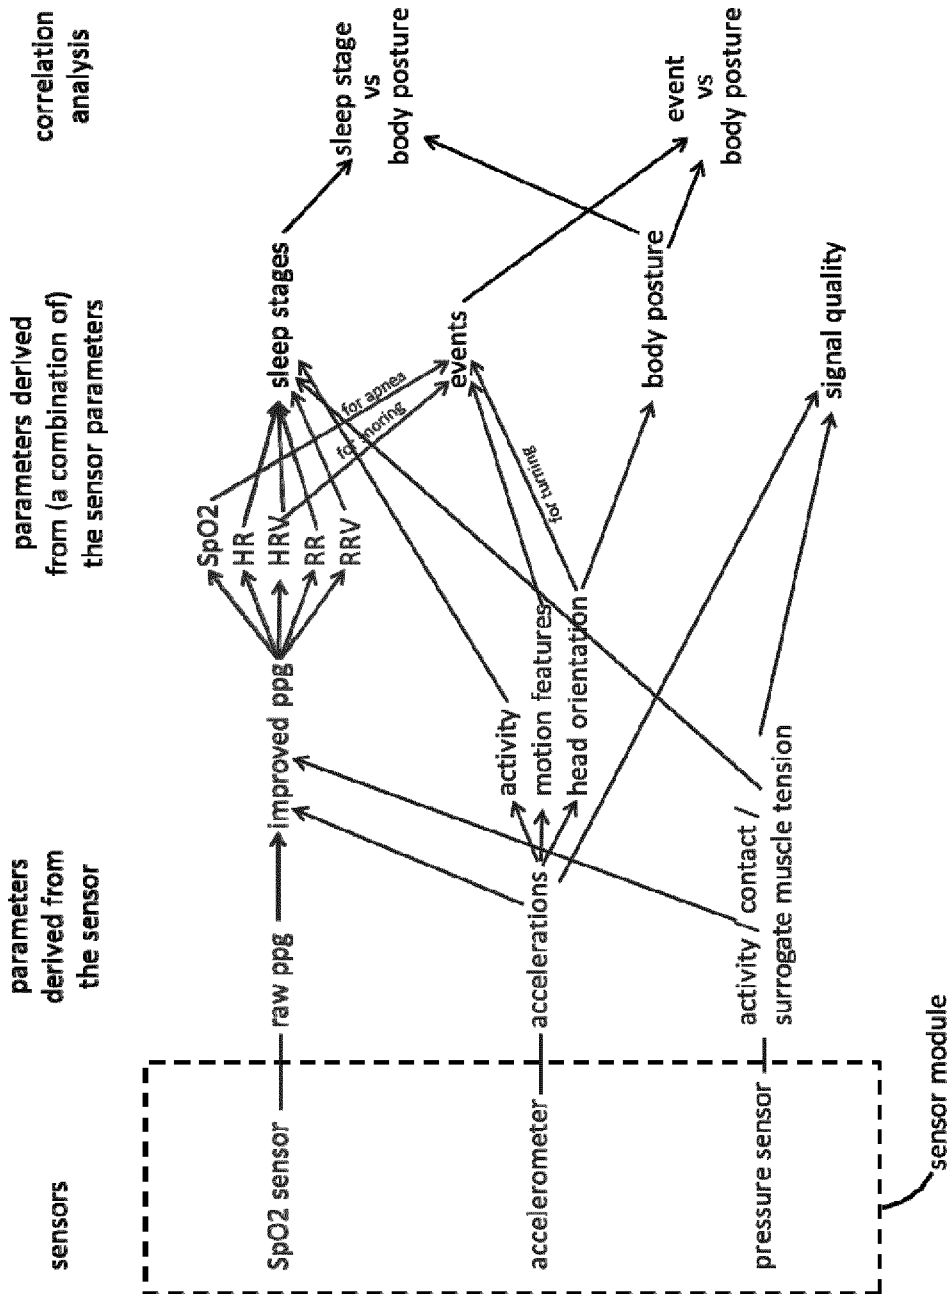 sensors
parameters
derived from
the sensor
parameters derived
from (a combination of)
the sensor parameters
correlation
analysis
SpO2 sensor
raw ppg
improved ppg
SpO2
HR
HRV
RR
RRV
sleep stages
sleep stage
vs
body posture
for apnea
for snoring
events
accelerometer
accelerations
activity
motion features
head orientation
for turning
body posture
event
vs
body posture
pressure sensor
activity / contact /
surrogate muscle tension
signal quality
sensor module